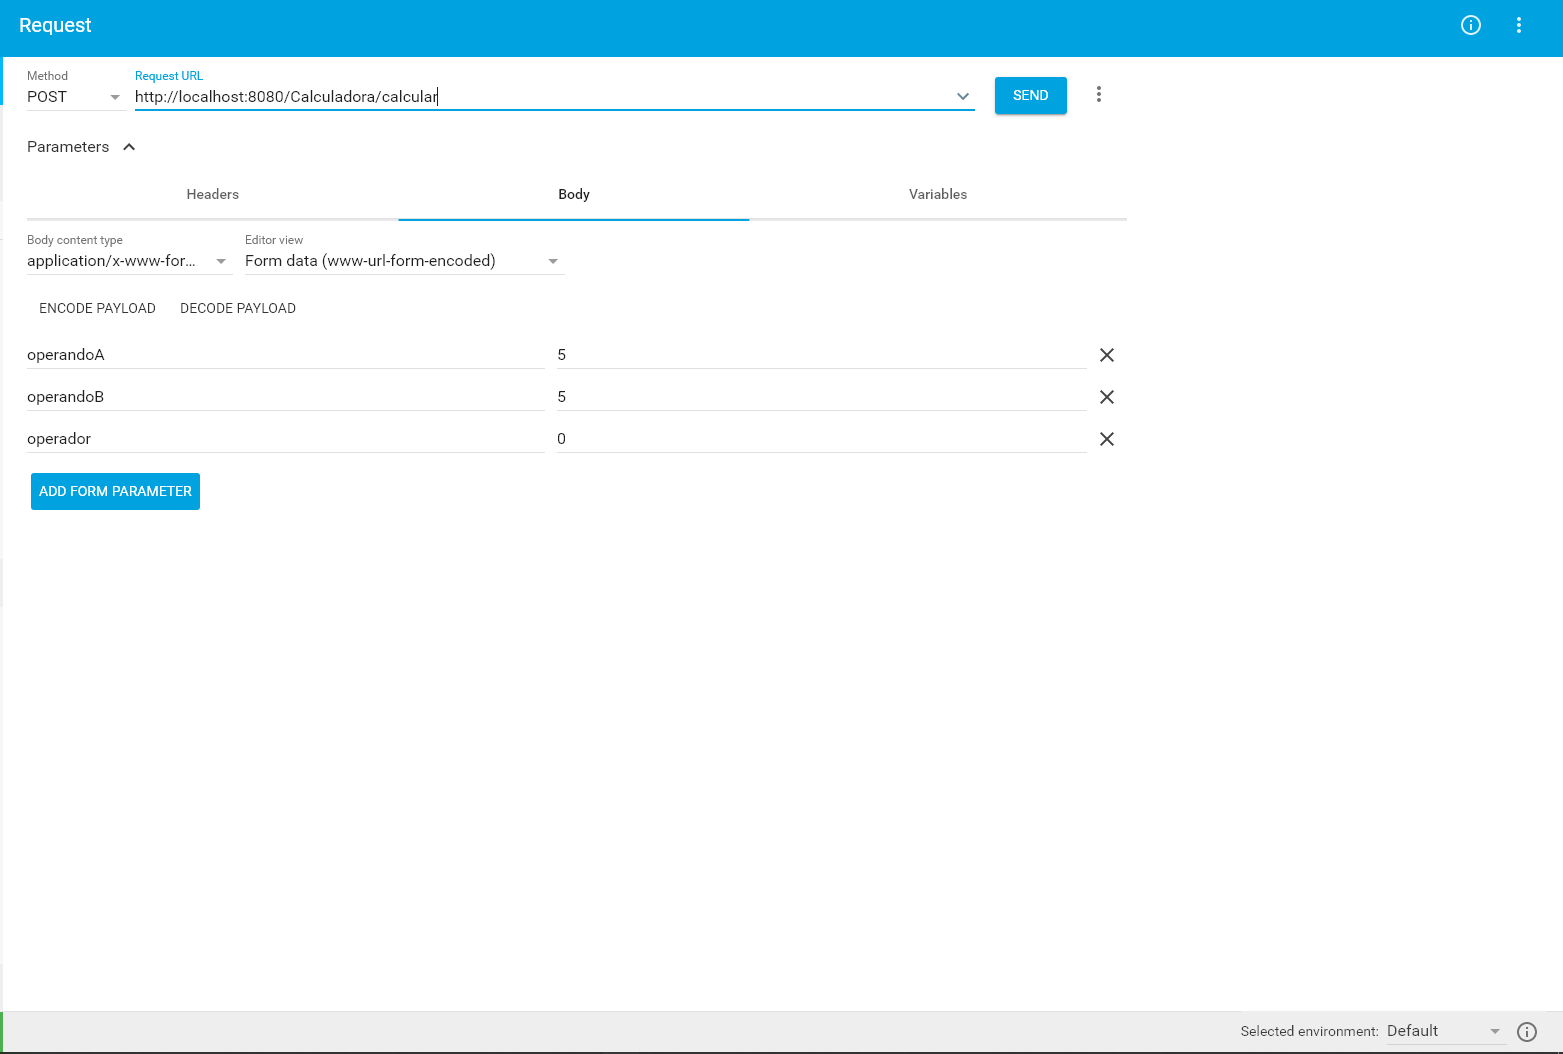 Request
Method
Request URL
POST
http://localhost:8080/Calculadora/calcular
SEND
Parameters
Headers
Body
Variables
Body content type
Editor view
application/x-www-for...
Form data (www-url-form-encoded)
ENCODE PAYLOAD
DECODE PAYLOAD
operandoA
5
operandoB
5
operador
0
ADD FORM PARAMETER
Selected environment:
Default